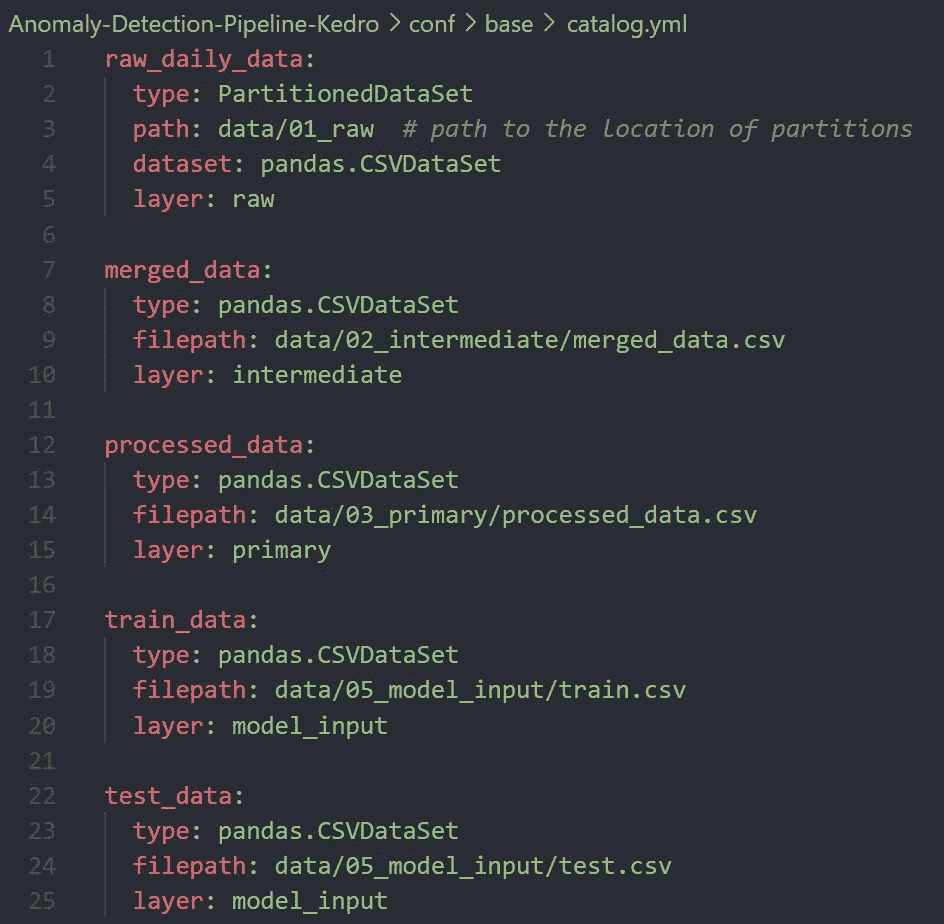 Anomaly-Detection-Pipeline-Kedro > conf > base > catalog.yml
1 raw_daily_data:
2 type: PartitionedDataSet
3 path: data/01_raw # path to the location of partitions
4 dataset: pandas.CSVDataSet
5 layer: raw
6
7 merged_data:
8 type: pandas.CSVDataSet
9 filepath: data/02_intermediate/merged_data.csv
10 layer: intermediate
11
12 processed_data:
13 type: pandas.CSVDataSet
14 filepath: data/03_primary/processed_data.csv
15 layer: primary
16
17 train_data:
18 type: pandas.CSVDataSet
19 filepath: data/05_model_input/train.csv
20 layer: model_input
21
22 test_data:
23 type: pandas.CSVDataSet
24 filepath: data/05_model_input/test.csv
25 layer: model_input